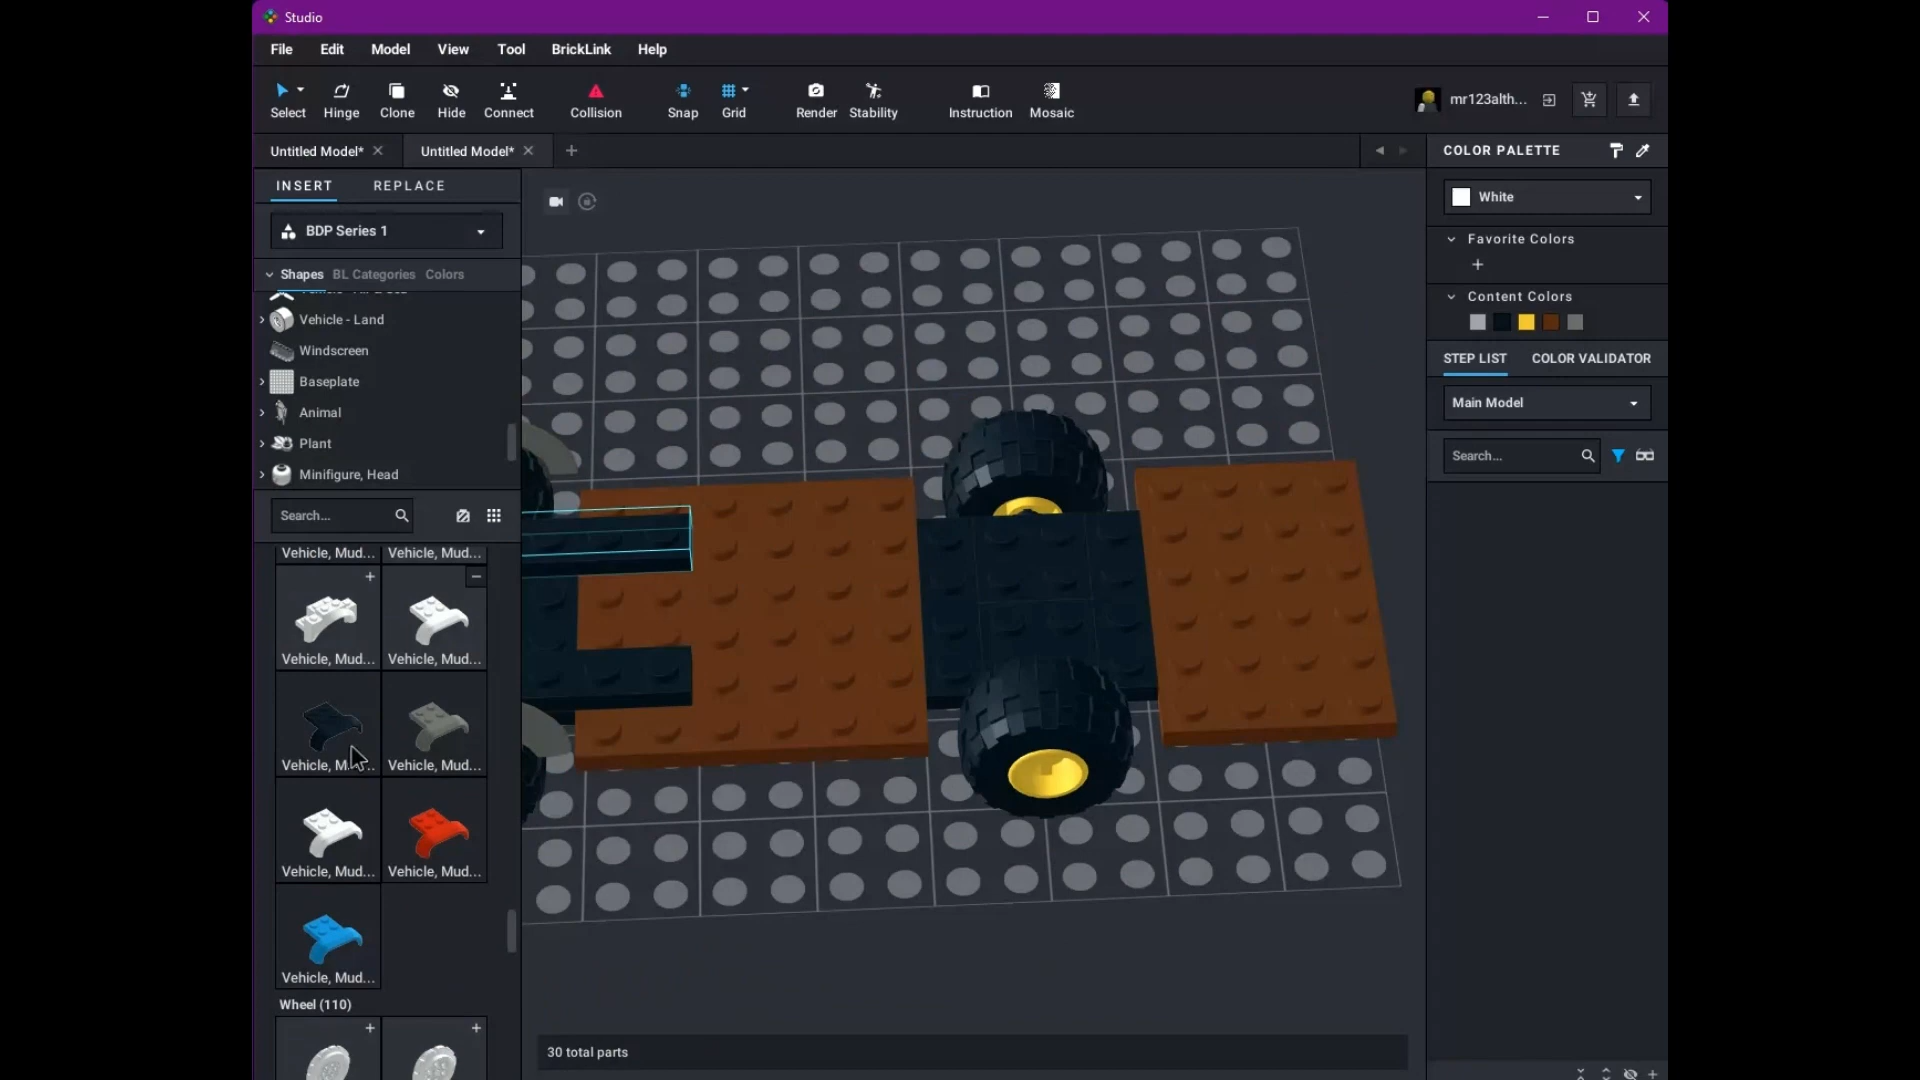 Studio
File Edit Model View Tool BrickLink Help
Select Hinge Clone Hide Connect Collision Snap Grid Render Stability Instruction Mosaic
mr123alth...
Untitled Model* Untitled Model*
COLOR PALETTE
INSERT REPLACE
White
BDP Series 1
Favorite Colors
Shapes BL Categories Colors
Content Colors
Vehicle - Land
Windscreen
STEP LIST COLOR VALIDATOR
Baseplate
Main Model
Animal
Plant
Search...
Minifigure, Head
Search...
Vehicle, Mud... Vehicle, Mud...
Vehicle, Mud... Vehicle, Mud...
Vehicle, M... Vehicle, Mud...
Vehicle, Mud... Vehicle, Mud...
Vehicle, Mud...
Wheel (110)
30 total parts